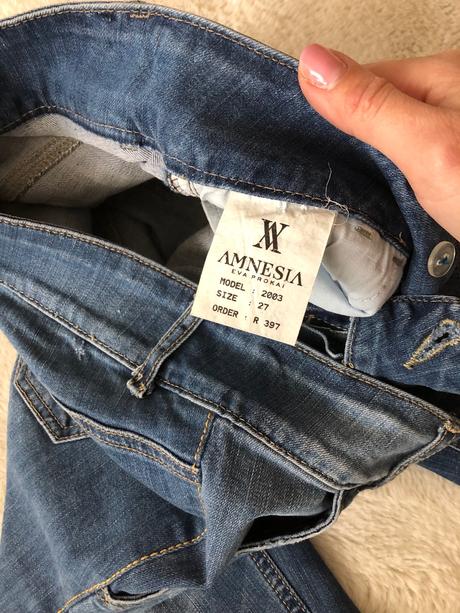 AMNESIA
EVA PROKAI
MODEL : 2003
SIZE : 27
ORDER : R 397